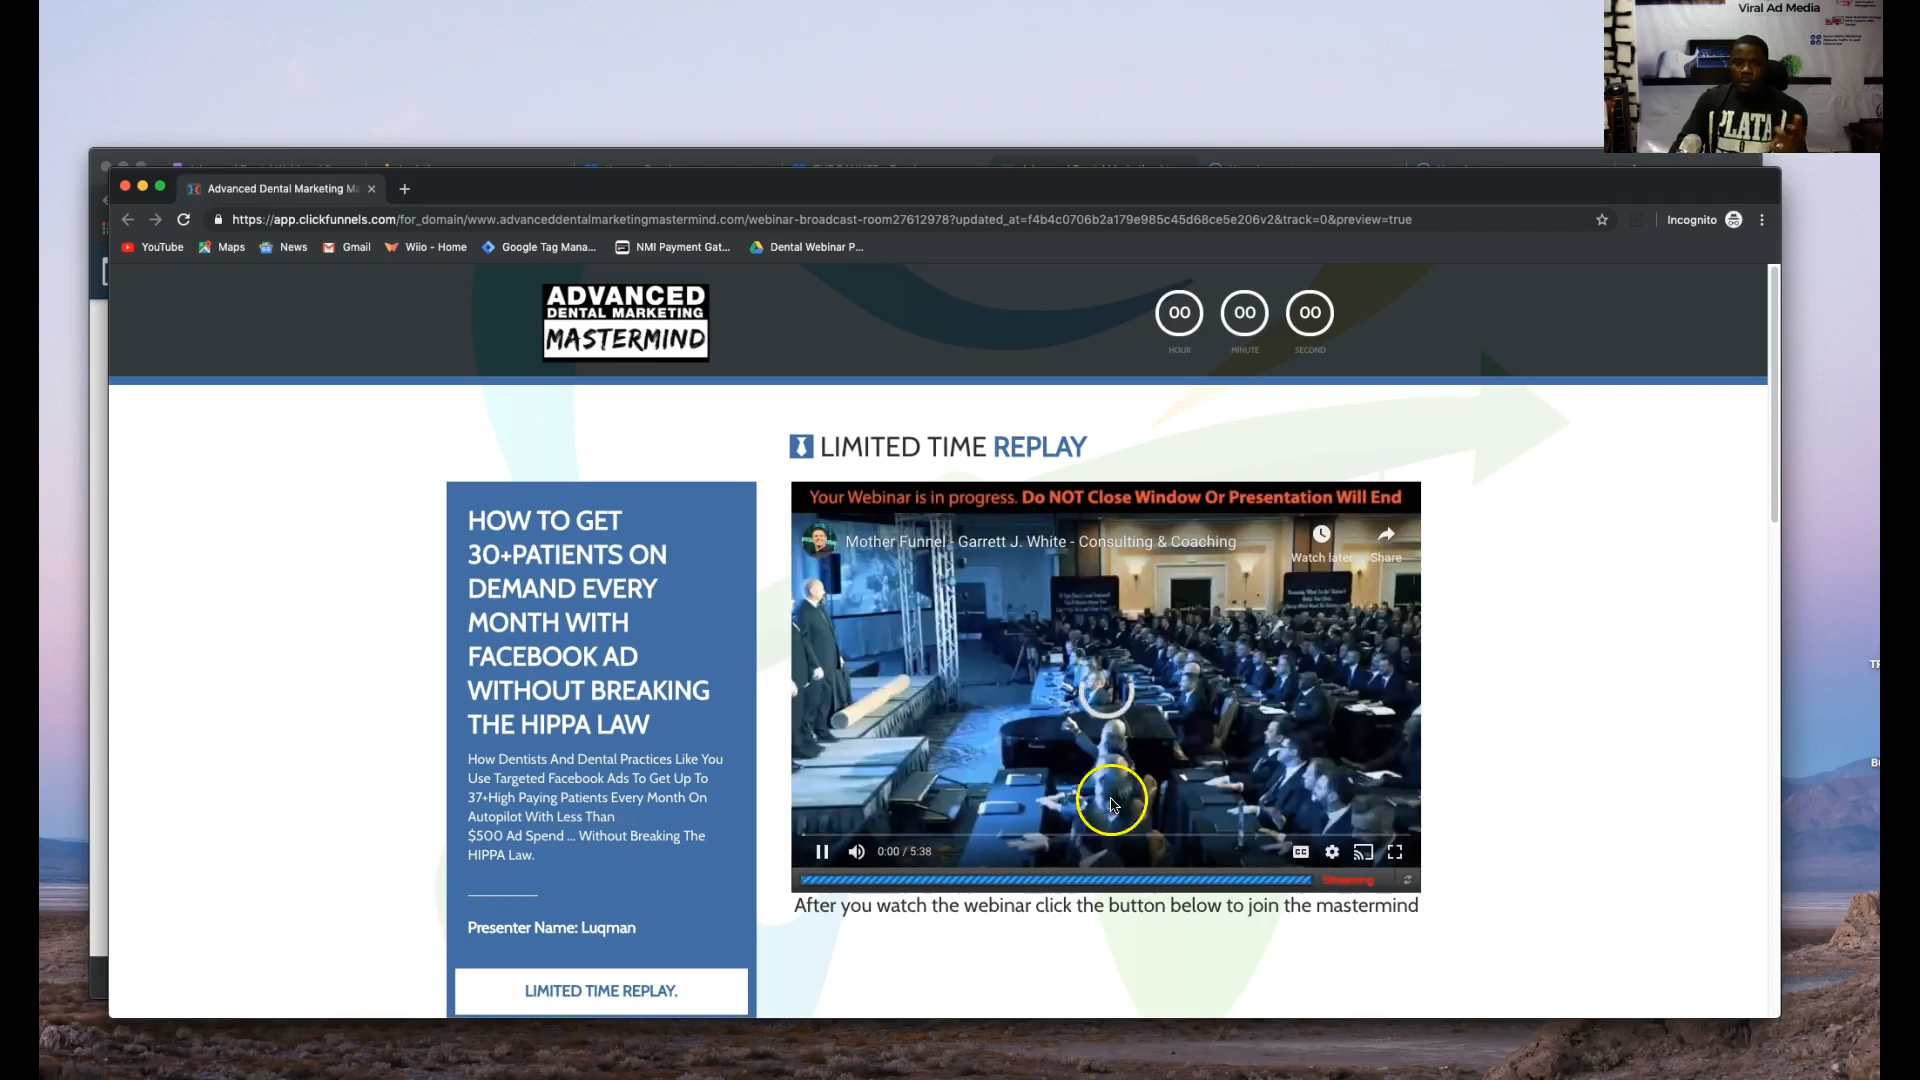 Viral Ad Media
PLATA
O
Advanced Dental Marketing Ma
https://app.clickfunnels.com/for_domain/www.advanceddentalmarketingmastermind.com/webinar-broadcast-room27612978?updated_at=f4b4c0706b2a179e985c45d68ce5e206v2&track=0&preview=true
Incognito
YouTube
Maps
News
Gmail
Wiio - Home
Google Tag Mana...
NMI Payment Gat...
Dental Webinar P...
ADVANCED
DENTAL MARKETING
MASTERMIND
00
00
00
HOUR
MINUTE
SECOND
LIMITED TIME REPLAY
HOW TO GET
30+PATIENTS ON
DEMAND EVERY
MONTH WITH
FACEBOOK AD
WITHOUT BREAKING
THE HIPPA LAW
How Dentists And Dental Practices Like You
Use Targeted Facebook Ads To Get Up To
37+High Paying Patients Every Month On
Autopilot With Less Than
$500 Ad Spend ... Without Breaking The
HIPPA Law.
Presenter Name: Luqman
LIMITED TIME REPLAY.
Your Webinar is in progress. Do NOT Close Window Or Presentation Will End
Mother Funnel - Garrett J. White - Consulting & Coaching
Watch later
Share
0:00 / 5:38
CC
Streaming
After you watch the webinar click the button below to join the mastermind